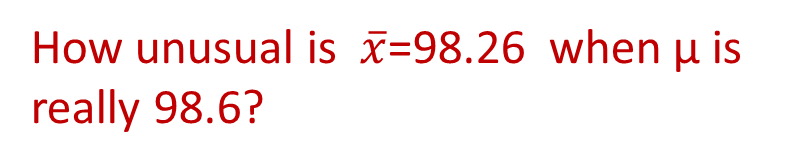 How unusual is x̄=98.26 when μ is
really 98.6?